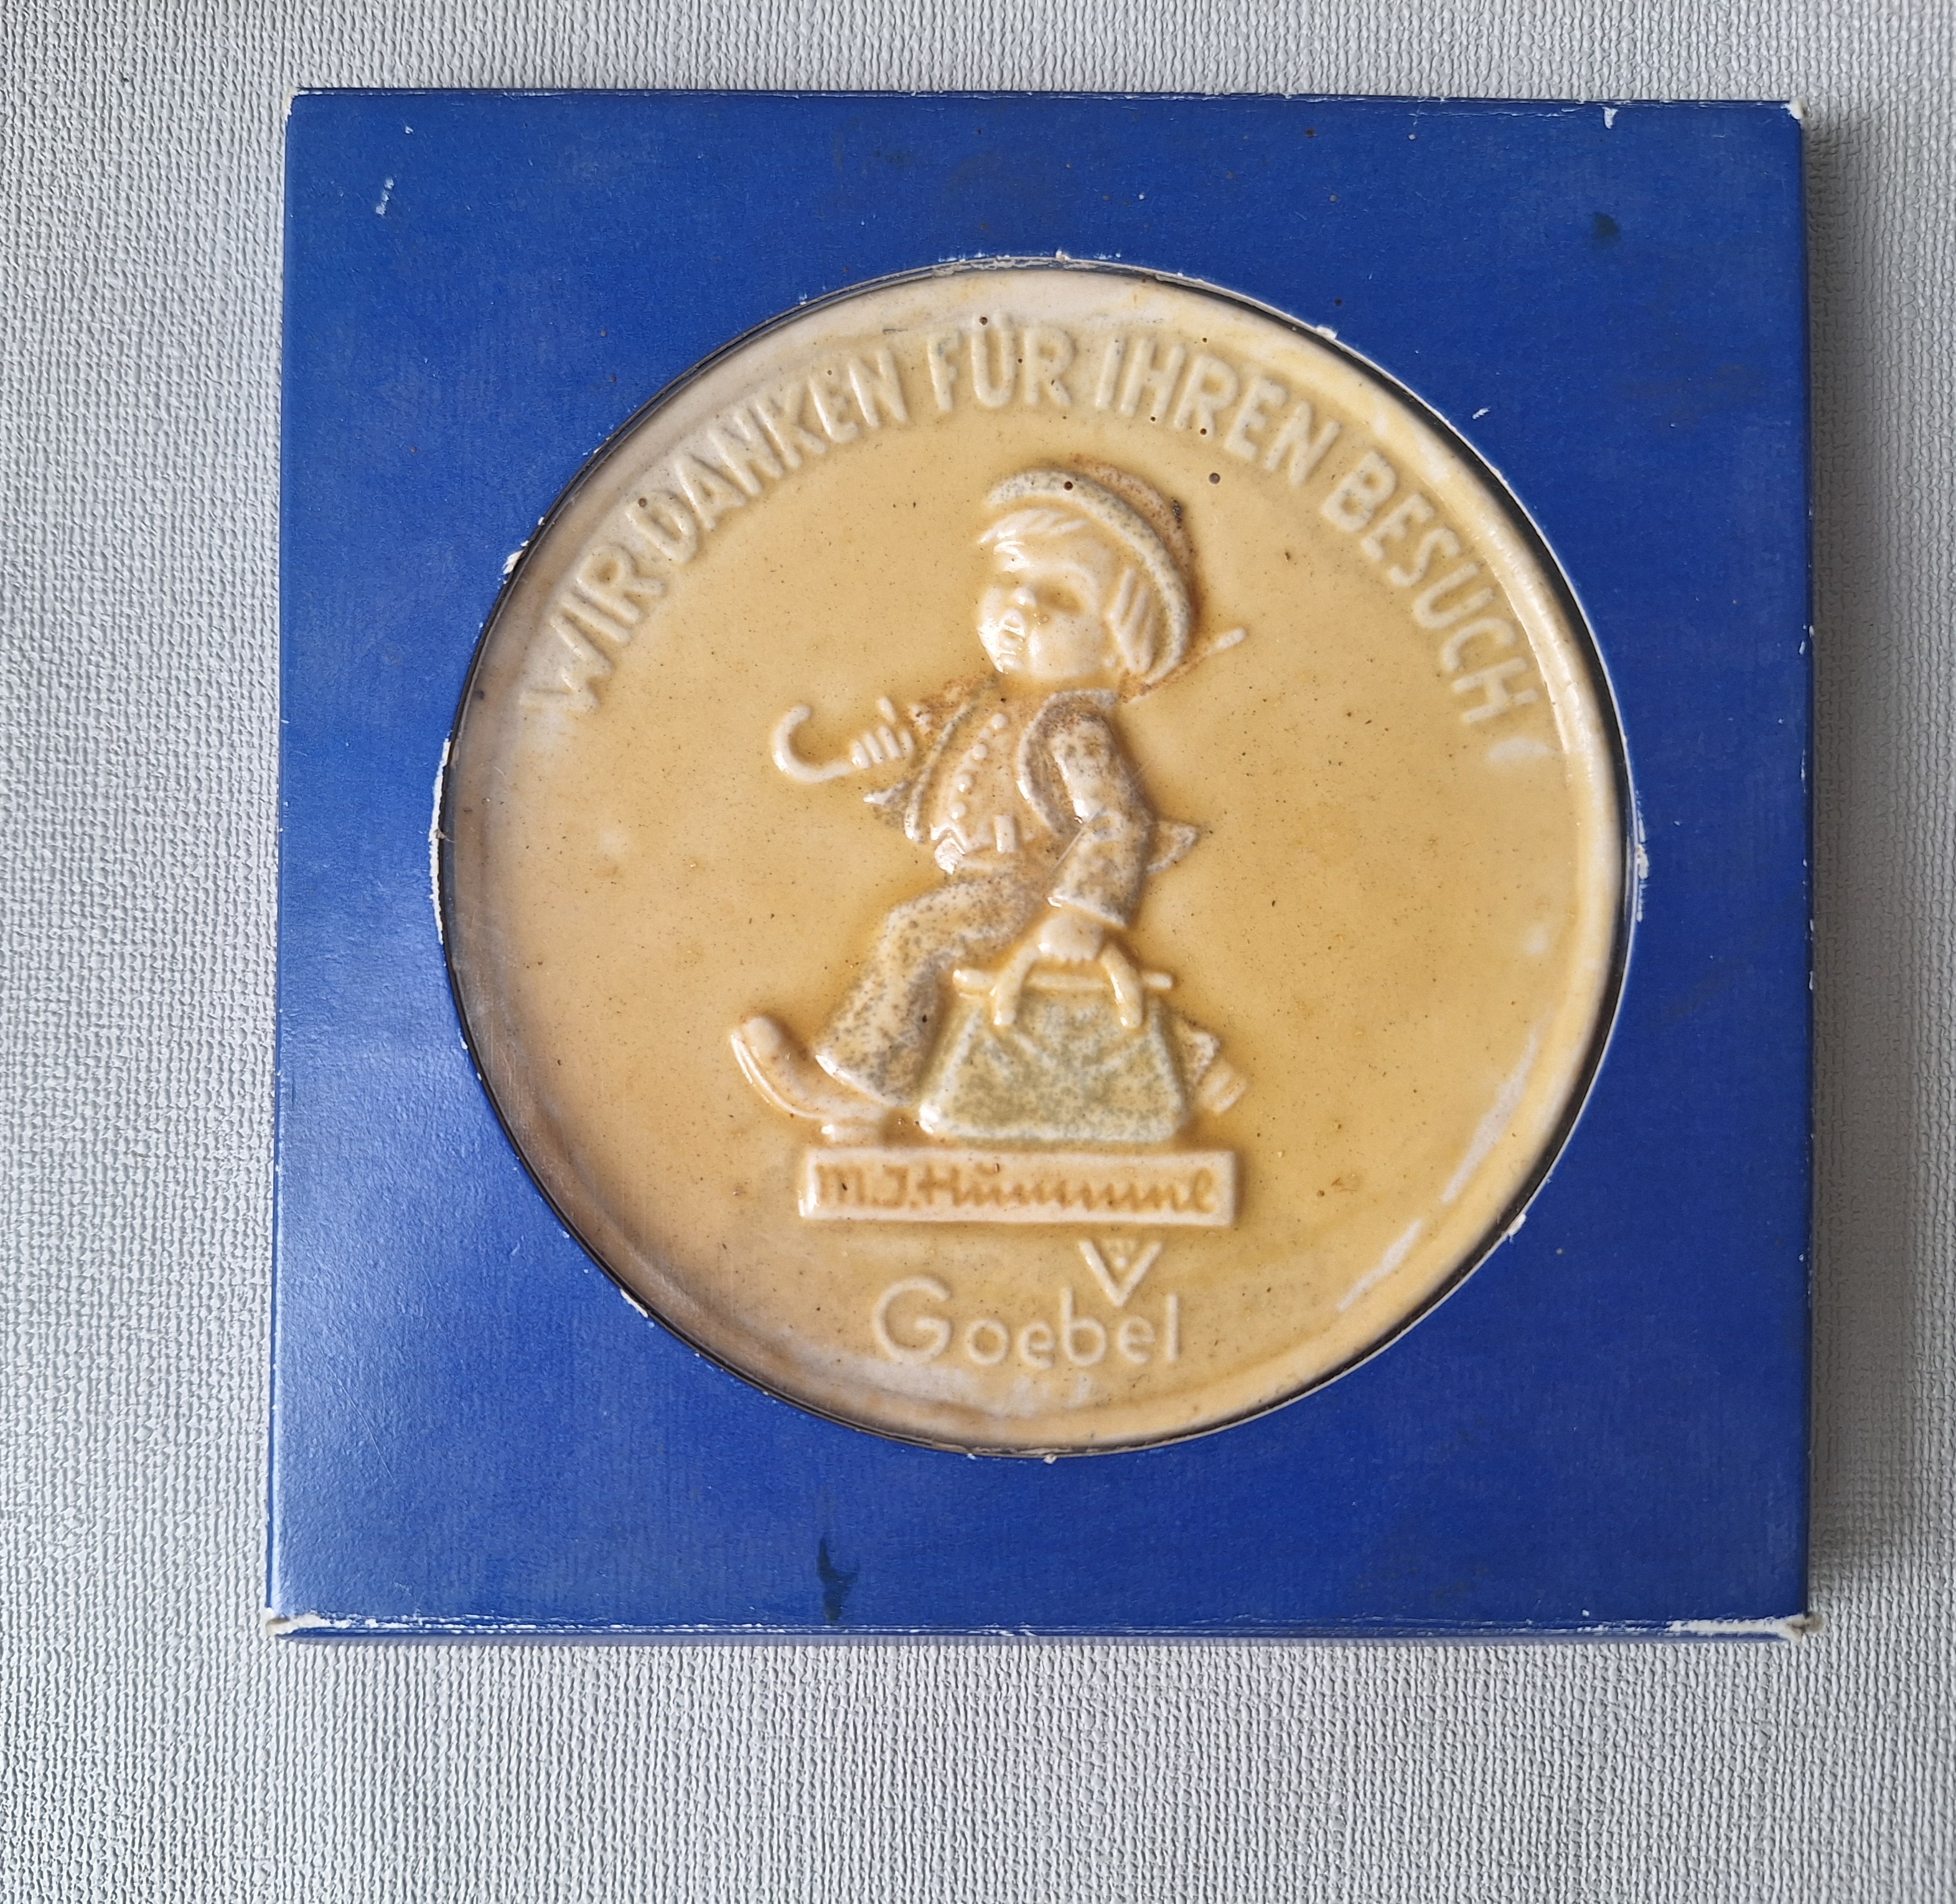 WIR DANKEN FÜR IHREN BESUCH
M.J.Hummel
Goebel